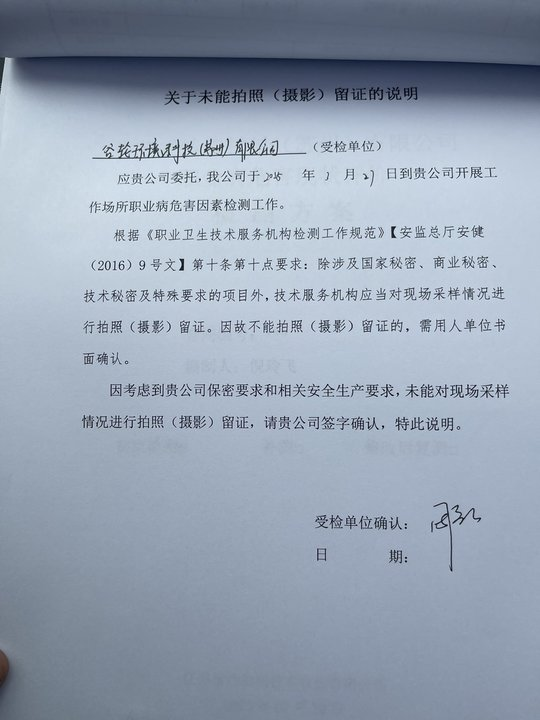 关于未能拍照（摄影）留证的说明
谷轮环境科技(苏州)有限公司（受检单位）
应贵公司委托，我公司于2025年1月27日到贵公司开展工
作场所职业病危害因素检测工作。
根据《职业卫生技术服务机构检测工作规范》【安监总厅安健
（2016）9号文】第十条第十点要求：除涉及国家秘密、商业秘密、
技术秘密及特殊要求的项目外，技术服务机构应当对现场采样情况进
行拍照（摄影）留证。因故不能拍照（摄影）留证的，需用人单位书
面确认。
因考虑到贵公司保密要求和相关安全生产要求，未能对现场采样
情况进行拍照（摄影）留证，请贵公司签字确认，特此说明。
受检单位确认：
日期：